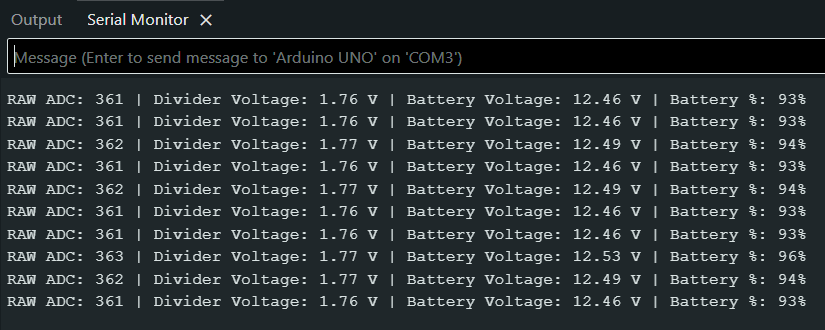 Output Serial Monitor ✕
Message (Enter to send message to 'Arduino UNO' on 'COM3')
RAW ADC: 361 | Divider Voltage: 1.76 V | Battery Voltage: 12.46 V | Battery %: 93%
RAW ADC: 361 | Divider Voltage: 1.76 V | Battery Voltage: 12.46 V | Battery %: 93%
RAW ADC: 362 | Divider Voltage: 1.77 V | Battery Voltage: 12.49 V | Battery %: 94%
RAW ADC: 361 | Divider Voltage: 1.76 V | Battery Voltage: 12.46 V | Battery %: 93%
RAW ADC: 362 | Divider Voltage: 1.77 V | Battery Voltage: 12.49 V | Battery %: 94%
RAW ADC: 361 | Divider Voltage: 1.76 V | Battery Voltage: 12.46 V | Battery %: 93%
RAW ADC: 361 | Divider Voltage: 1.76 V | Battery Voltage: 12.46 V | Battery %: 93%
RAW ADC: 363 | Divider Voltage: 1.77 V | Battery Voltage: 12.53 V | Battery %: 96%
RAW ADC: 362 | Divider Voltage: 1.77 V | Battery Voltage: 12.49 V | Battery %: 94%
RAW ADC: 361 | Divider Voltage: 1.76 V | Battery Voltage: 12.46 V | Battery %: 93%